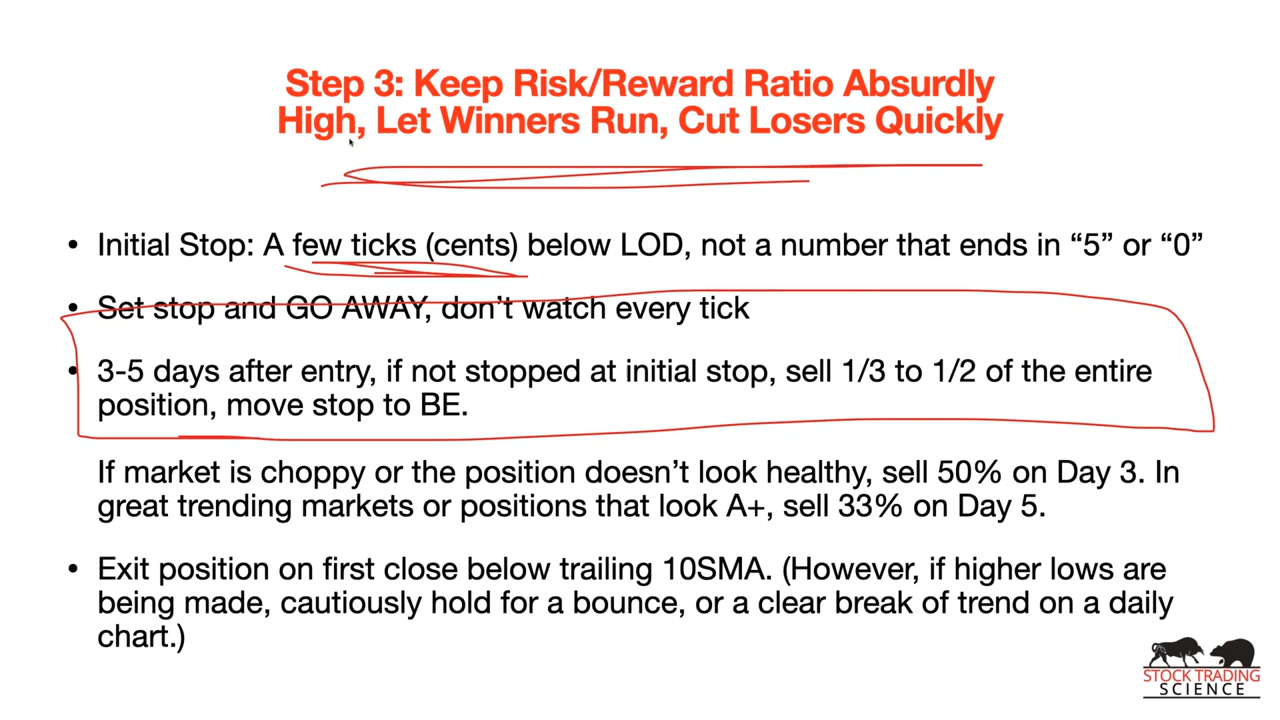 Step 3: Keep Risk/Reward Ratio Absurdly
High, Let Winners Run, Cut Losers Quickly
• Initial Stop: A few ticks (cents) below LOD, not a number that ends in “5” or “0”
• Set stop and GO AWAY, don’t watch every tick
• 3-5 days after entry, if not stopped at initial stop, sell 1/3 to 1/2 of the entire
position, move stop to BE.
If market is choppy or the position doesn’t look healthy, sell 50% on Day 3. In
great trending markets or positions that look A+, sell 33% on Day 5.
• Exit position on first close below trailing 10SMA. (However, if higher lows are
being made, cautiously hold for a bounce, or a clear break of trend on a daily
chart.)
STOCK TRADING
SCIENCE